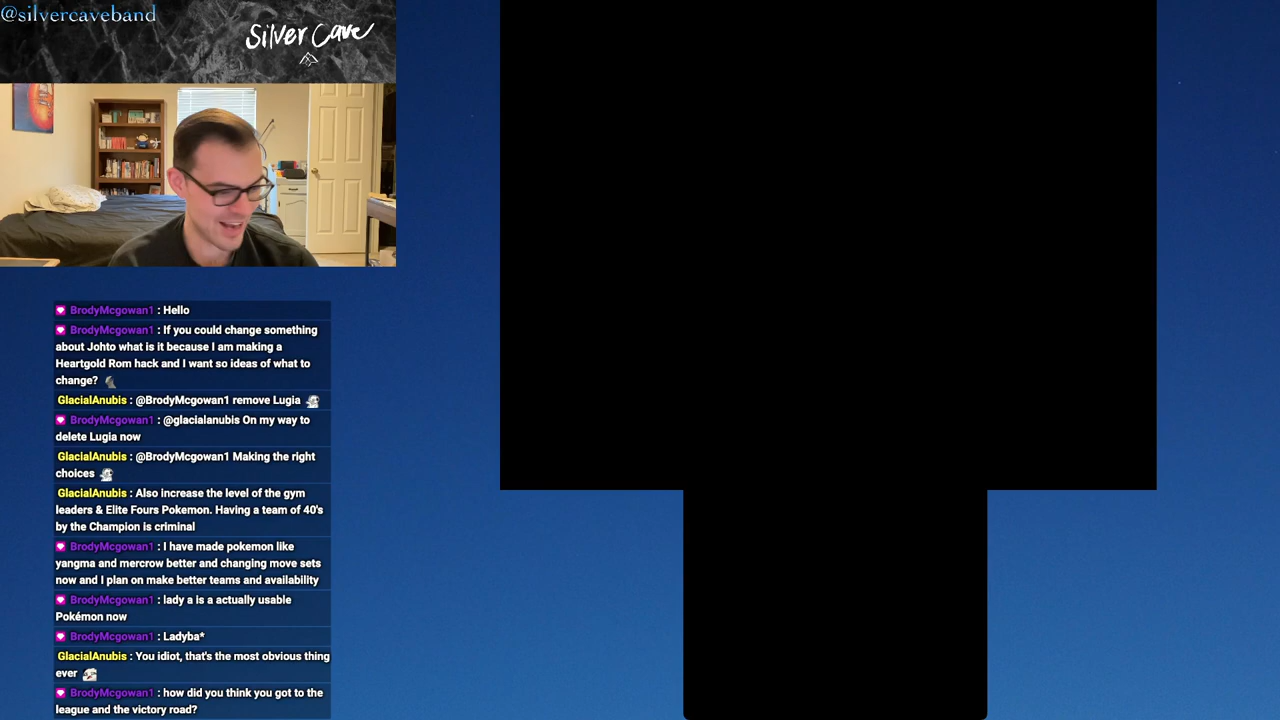 @silvercaveband
Silver Cave
BrodyMcgowan1 : Hello
BrodyMcgowan1 : If you could change something
about Johto what is it because I am making a
Heartgold Rom hack and I want so ideas of what to
change?
GlacialAnubis : @BrodyMcgowan1 remove Lugia
BrodyMcgowan1 : @glacialanubis On my way to
delete Lugia now
GlacialAnubis : @BrodyMcgowan1 Making the right
choices
GlacialAnubis : Also increase the level of the gym
leaders & Elite Fours Pokemon. Having a team of 40's
by the Champion is criminal
BrodyMcgowan1 : I have made pokemon like
yangma and mercrow better and changing move sets
now and I plan on make better teams and availability
BrodyMcgowan1 : lady a is a actually usable
Pokémon now
BrodyMcgowan1 : Ladyba*
GlacialAnubis : You idiot, that's the most obvious thing
ever
BrodyMcgowan1 : how did you think you got to the
league and the victory road?